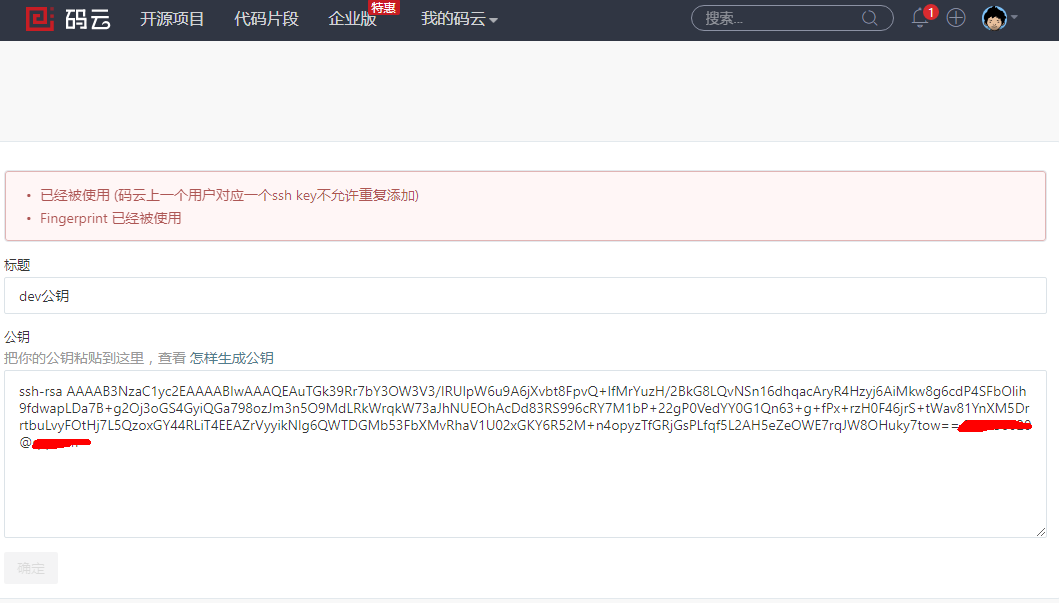 码云 开源项目 代码片段 企业版 特惠 我的码云 搜索... 1
• 已经被使用 (码云上一个用户对应一个ssh key不允许重复添加)
• Fingerprint 已经被使用
标题
dev公钥
公钥
把你的公钥粘贴到这里，查看 怎样生成公钥
ssh-rsa AAAAB3NzaC1yc2EAAAABIwAAAQEAuTGk39Rr7bY3OW3V3/IRUIpW6u9A6jXvbt8FpvQ+IfMrYuzH/2BkG8LQvNSn16dhqacAryR4Hzyj6AiMkw8g6cdP4SFbOlih
9fdwapLDa7B+g2Oj3oGS4GyiQGa798ozJm3n5O9MdLRkWrqkW73aJhNUEOhAcDd83RS996cRY7M1bP+22gP0VedYY0G1Qn63+g+fPx+rzH0F46jrS+tWav81YnXM5Dr
rtbuLvyFOtHj7L5QzoxGY44RLiT4EEAZrVyyikNIg6QWTDGMb53FbXMvRhaV1U02xGKY6R52M+n4opyzTfGRjGsPLfqf5L2AH5eZeOWE7rqJW8OHuky7tow==
@
确定